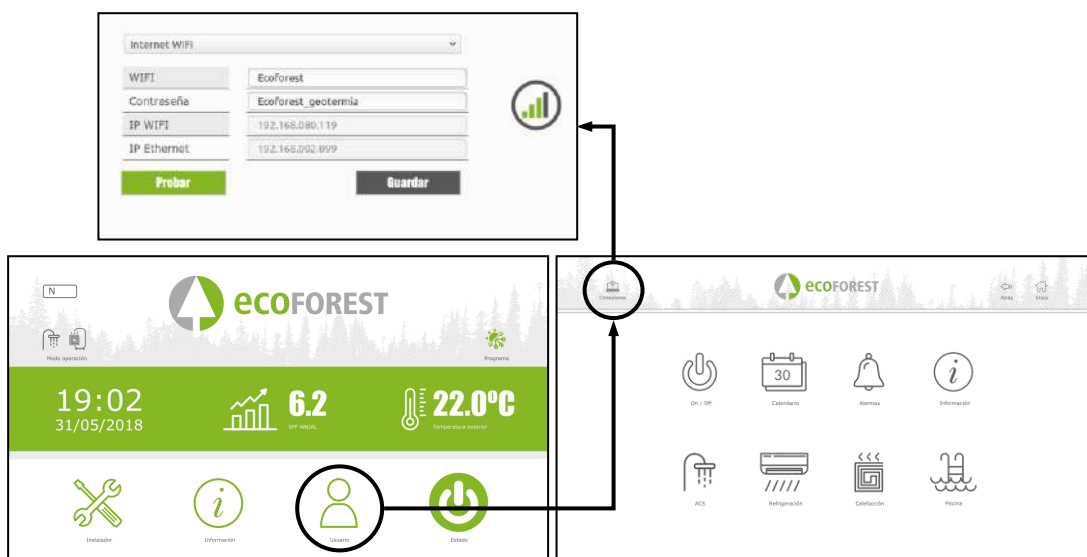 Internet WiFi
WIFI
Ecoforest
Contraseña
Ecoforest_geotermia
IP WIFI
192.168.080.119
IP Ethernet
192.168.002.099
Probar
Guardar
N
ecoFOREST
Modo operación
Programa
19:02
31/05/2018
6.2
SPF ANUAL
22.0ºC
Temperatura exterior
Instalador
Información
Usuario
Estado
Conexiones
ecoFOREST
Atrás
Inicio
30
On / Off
Calendario
Alarmas
Información
ACS
Refrigeración
Calefacción
Piscina